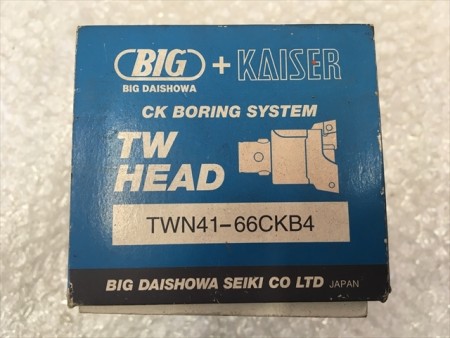 BIG + KAISER
BIG DAISHOWA
CK BORING SYSTEM
TW
HEAD
TWN41-66CKB4
BIG DAISHOWA SEIKI CO LTD JAPAN